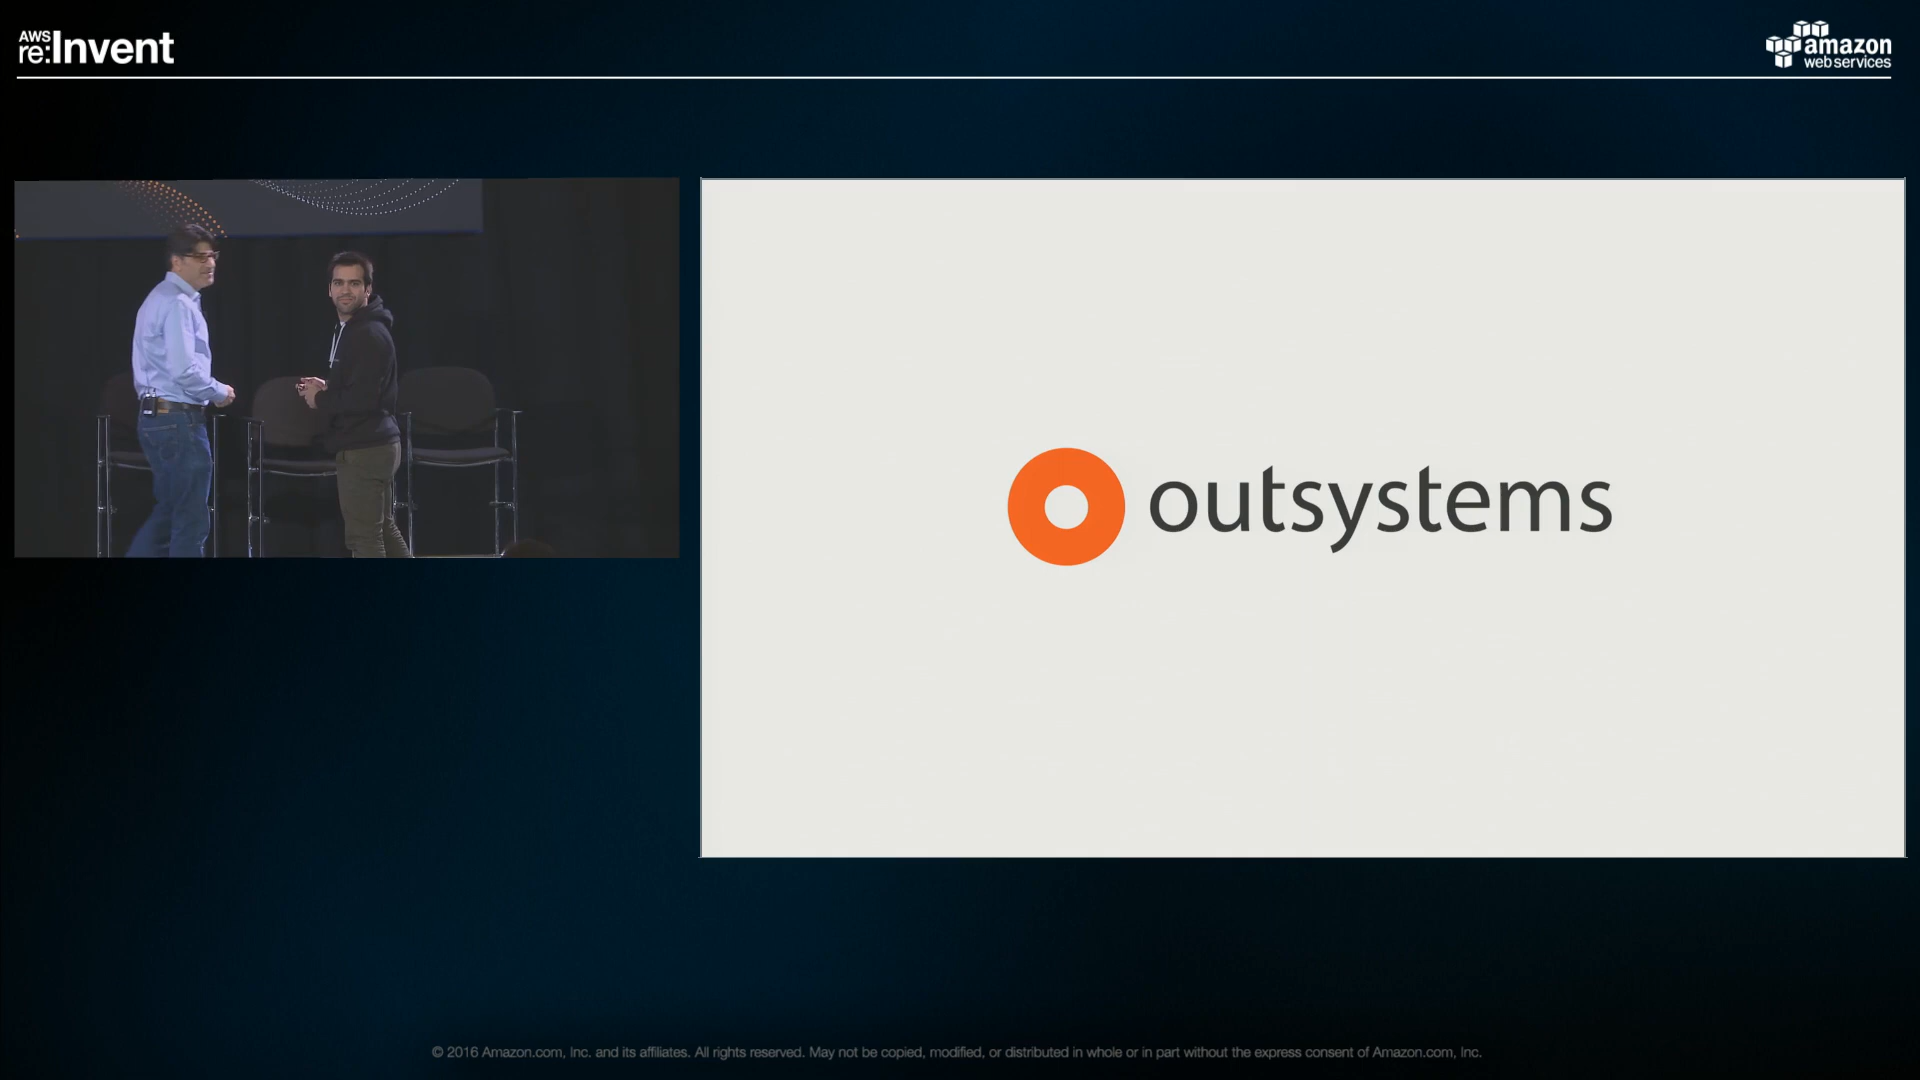 AWS
re:Invent
amazon
web services
outsystems
© 2016 Amazon.com, Inc. and its affiliates. All rights reserved. May not be copied, modified, or distributed in whole or in part without the express consent of Amazon.com, Inc.